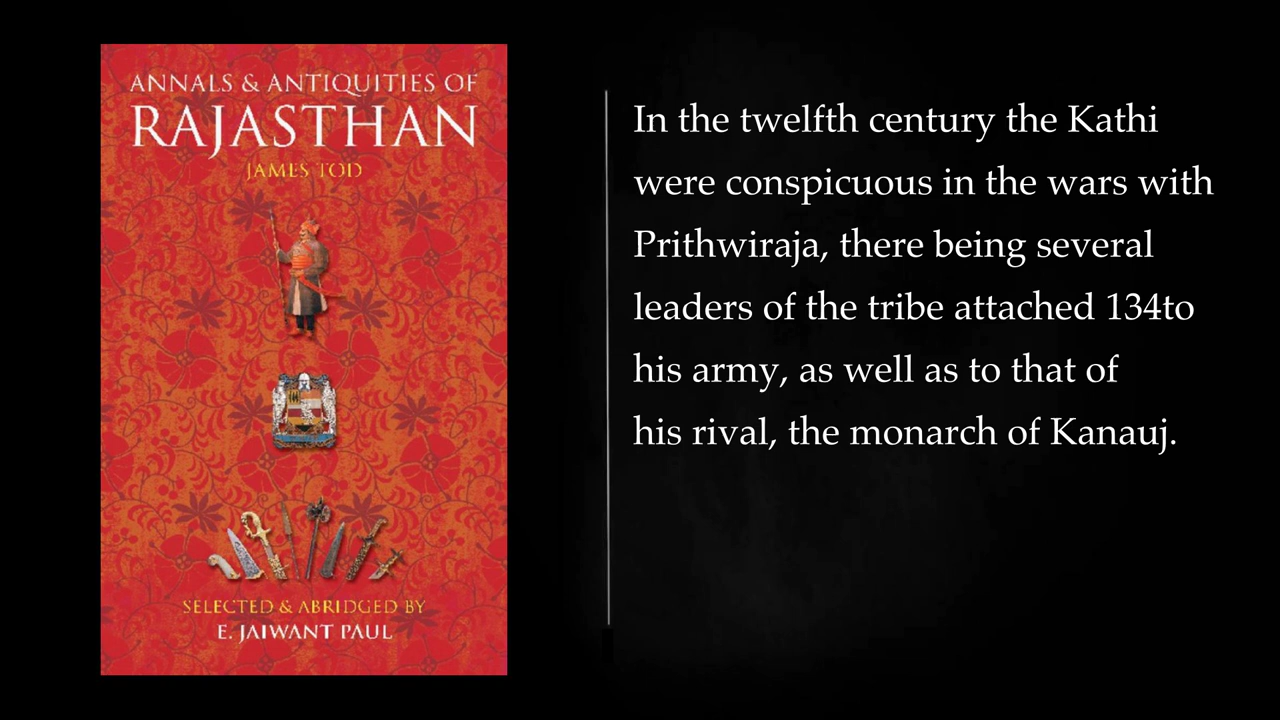 ANNALS & ANTIQUITIES OF
RAJASTHAN
JAMES TOD
SELECTED & ABRIDGED BY
E. JAIWANT PAUL
In the twelfth century the Kathi
were conspicuous in the wars with
Prithwiraja, there being several
leaders of the tribe attached 134to
his army, as well as to that of
his rival, the monarch of Kanauj.